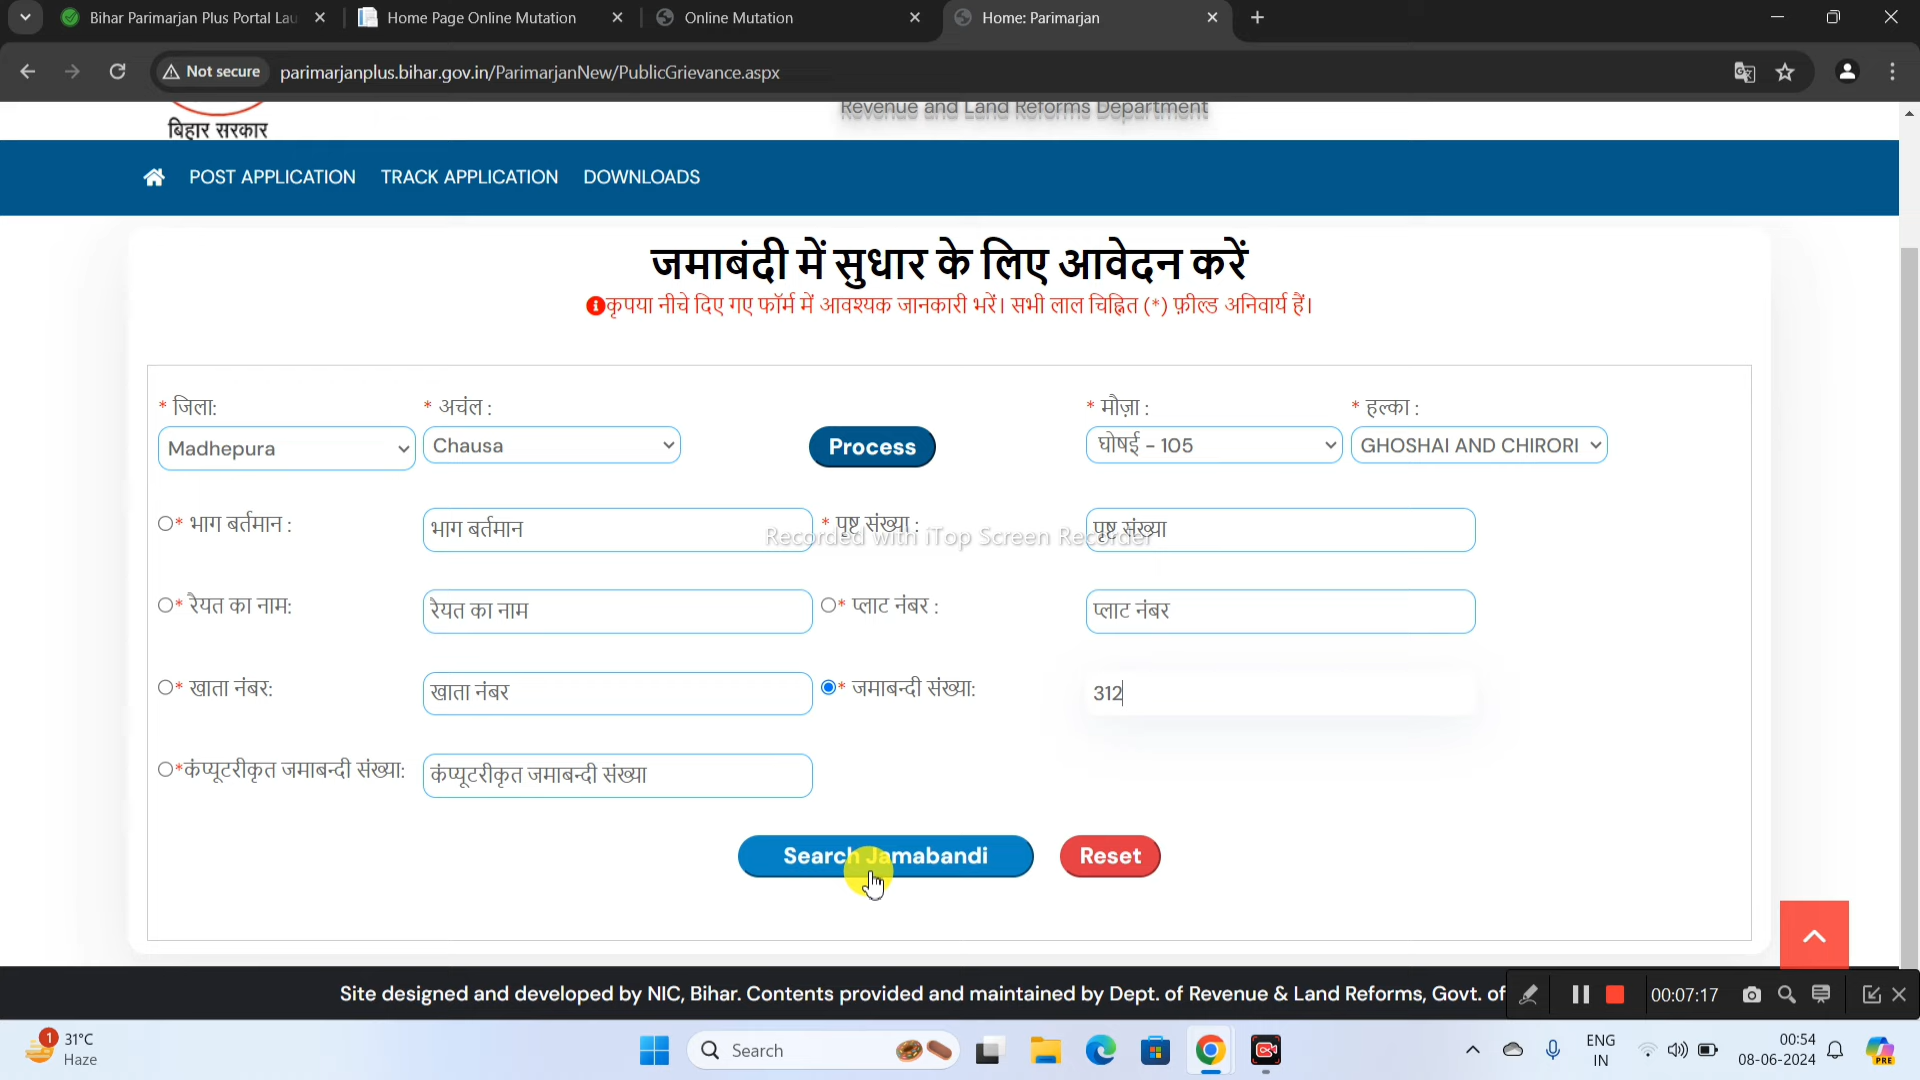 Bihar Parimarjan Plus Portal Lau
Home Page Online Mutation
Online Mutation
Home: Parimarjan
Not secure
parimarjanplus.bihar.gov.in/ParimarjanNew/PublicGrievance.aspx
बिहार सरकार
Revenue and Land Reforms Department
POST APPLICATION TRACK APPLICATION DOWNLOADS
जमाबंदी में सुधार के लिए आवेदन करें
कृपया नीचे दिए गए फॉर्म में आवश्यक जानकारी भरें। सभी लाल चिह्नित (*) फ़ील्ड अनिवार्य हैं।
* जिला: * अचंल : * मौज़ा : * हल्का :
Madhepura Chausa Process घोषई - 105 GHOSHAI AND CHIRORI
* भाग बर्तमान : भाग बर्तमान * पृष्ट संख्या : पृष्ट संख्या
Recorded with iTop Screen Recorder
* रैयत का नाम: रैयत का नाम * प्लाट नंबर : प्लाट नंबर
* खाता नंबर: खाता नंबर * जमाबन्दी संख्या: 312
*कंप्यूटरीकृत जमाबन्दी संख्या: कंप्यूटरीकृत जमाबन्दी संख्या
Search Jamabandi Reset
Site designed and developed by NIC, Bihar. Contents provided and maintained by Dept. of Revenue & Land Reforms, Govt. of
00:07:17
1
31°C
Haze
Search
ENG
IN
00:54
08-06-2024
PRE